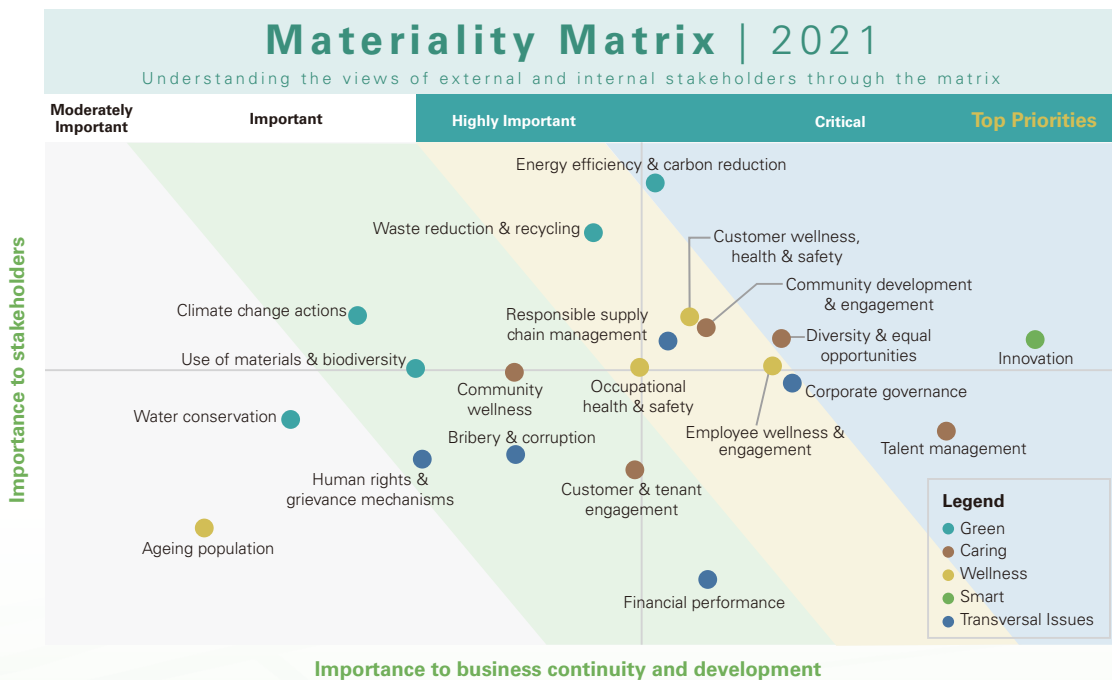 Materiality Matrix | 2021
Understanding the views of external and internal stakeholders through the matrix
Moderately
Important
Important
Highly Important
Critical
Top Priorities
Importance to stakeholders
Energy efficiency & carbon reduction
Waste reduction & recycling
Customer wellness,
health & safety
Community development
& engagement
Climate change actions
Responsible supply
chain management
Diversity & equal
opportunities
Innovation
Use of materials & biodiversity
Community
wellness
Occupational
health & safety
Corporate governance
Water conservation
Bribery & corruption
Employee wellness &
engagement
Talent management
Human rights &
grievance mechanisms
Customer & tenant
engagement
Ageing population
Financial performance
Legend
Green
Caring
Wellness
Smart
Transversal Issues
Importance to business continuity and development